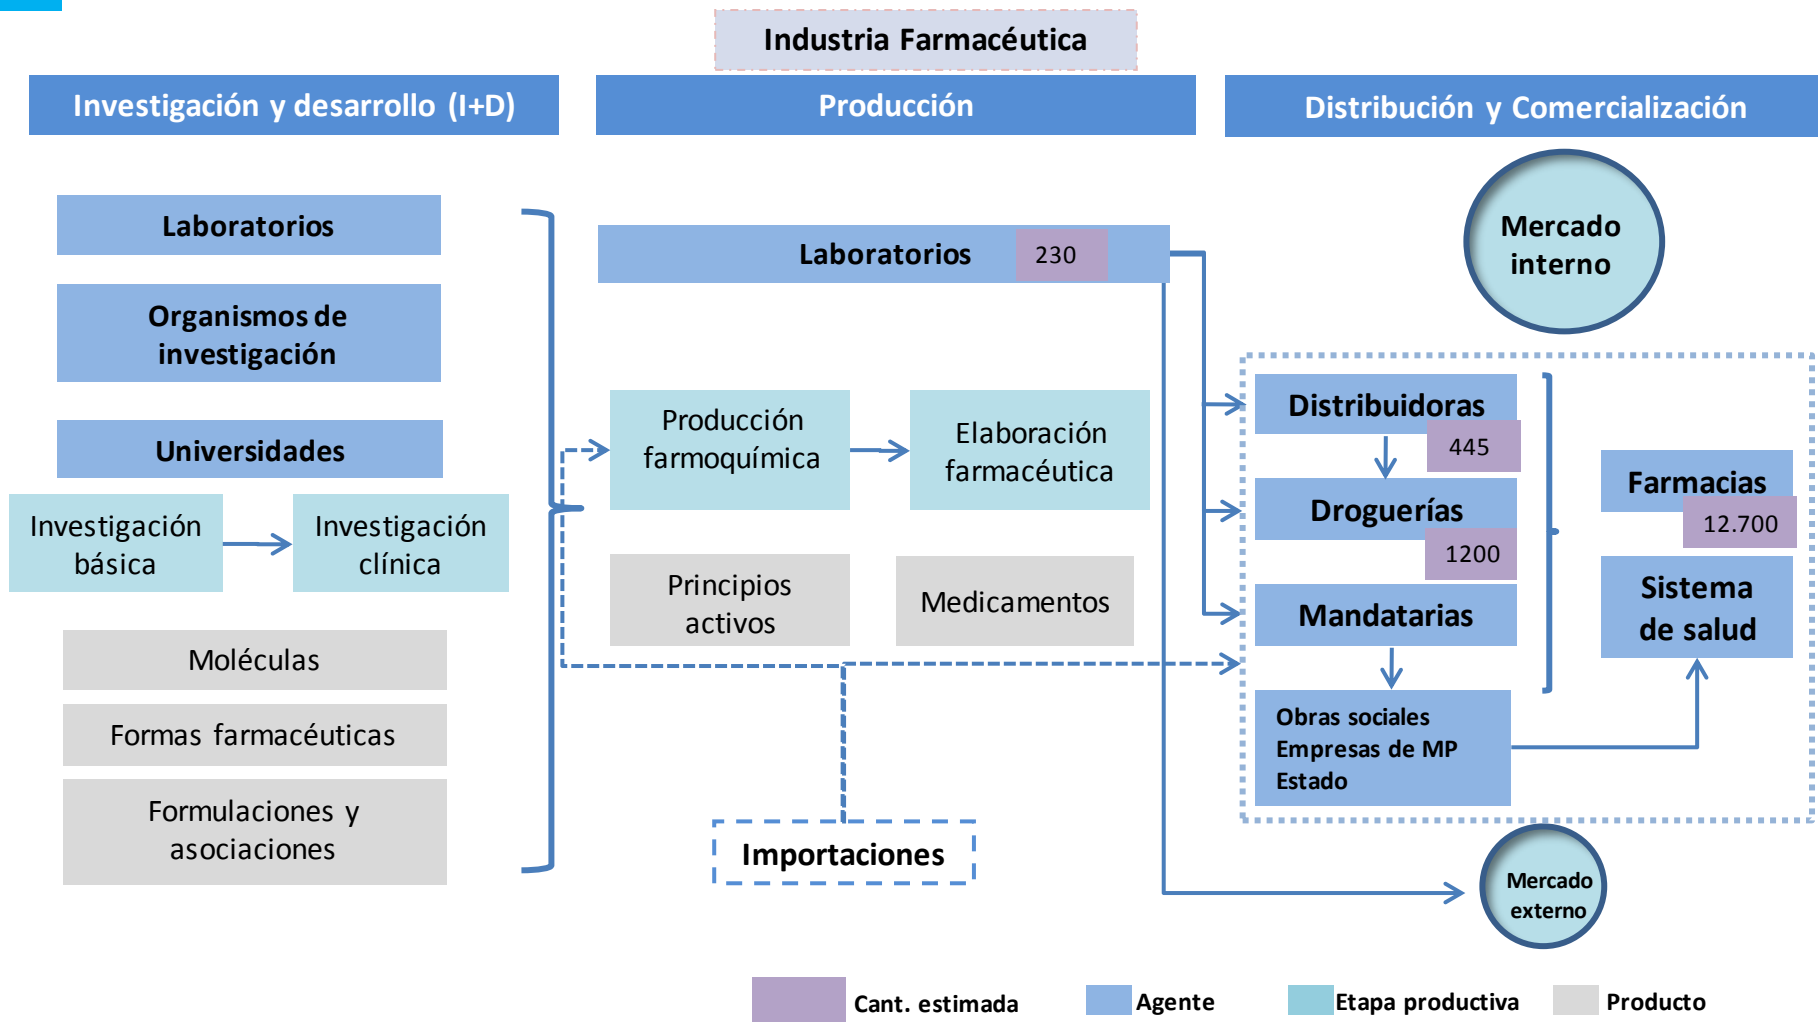 Industria Farmacéutica
Investigación y desarrollo (I+D)
Producción
Distribución y Comercialización
Laboratorios
Organismos de
investigación
Universidades
Investigación
básica
Investigación
clínica
Moléculas
Formas farmacéuticas
Formulaciones y
asociaciones
Laboratorios
230
Producción
farmoquímica
Elaboración
farmacéutica
Principios
activos
Medicamentos
Importaciones
Mercado
interno
Distribuidoras
445
Droguerías
1200
Mandatarias
Obras sociales
Empresas de MP
Estado
Farmacias
12.700
Sistema
de salud
Mercado
externo
Cant. estimada
Agente
Etapa productiva
Producto